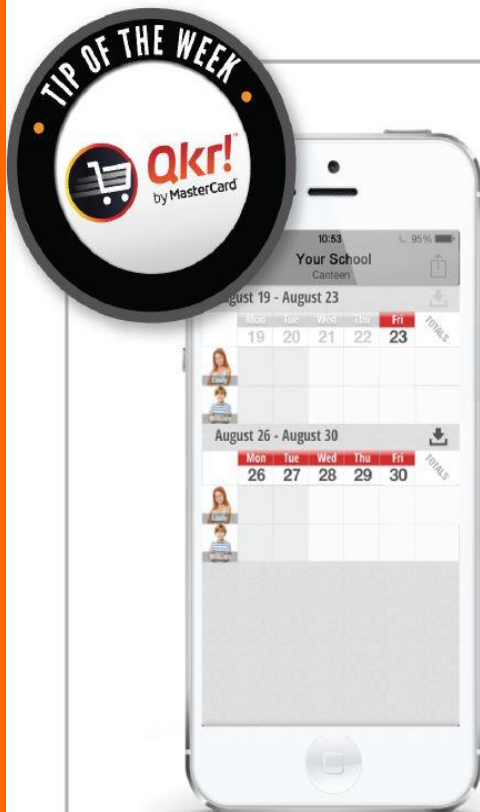 TIP OF THE WEEK
Qkr!™
by MasterCard
10:53
95%
Your School
Canteen
gust 19 - August 23
Mon Tue Wed Thu Fri
19 20 21 22 23
TOTALS
August 26 - August 30
Mon Tue Wed Thu Fri
26 27 28 29 30
TOTALS